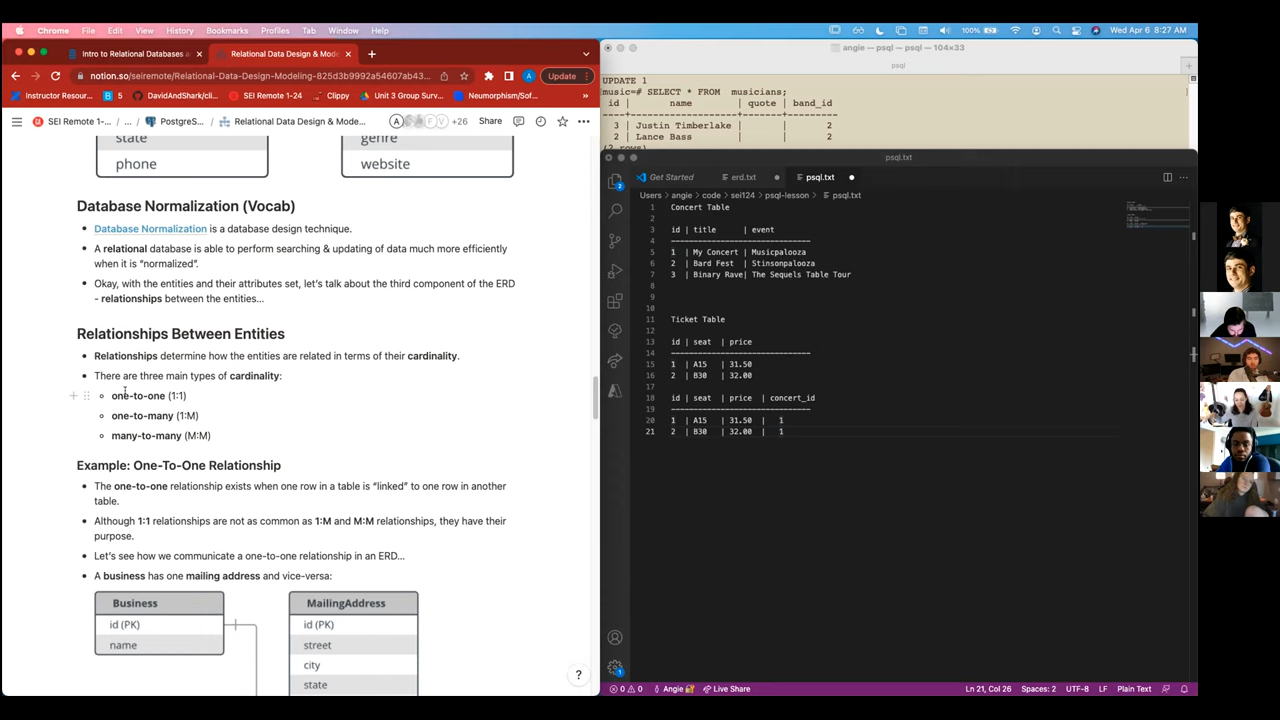 Chrome File Edit View History Bookmarks Profiles Tab Window Help
100% Wed Apr 6 8:27 AM
Intro to Relational Databases a
Relational Data Design & Mode
notion.so/seiremote/Relational-Data-Design-Modeling-825d3b9992a54607ab43...
Update
Instructor Resource...
5
DavidAndShark/cli...
SEI Remote 1-24
Clippy
Unit 3 Group Surv...
Neumorphism/Sof...
SEI Remote 1-... / ... / PostgreS... / Relational Data Design & Mode...
A F V +26 Share
state
genre
phone
website
Database Normalization (Vocab)
Database Normalization is a database design technique.
A relational database is able to perform searching & updating of data much more efficiently
when it is “normalized”.
Okay, with the entities and their attributes set, let’s talk about the third component of the ERD
- relationships between the entities…
Relationships Between Entities
Relationships determine how the entities are related in terms of their cardinality.
There are three main types of cardinality:
one-to-one (1:1)
one-to-many (1:M)
many-to-many (M:M)
Example: One-To-One Relationship
The one-to-one relationship exists when one row in a table is “linked” to one row in another
table.
Although 1:1 relationships are not as common as 1:M and M:M relationships, they have their
purpose.
Let’s see how we communicate a one-to-one relationship in an ERD…
A business has one mailing address and vice-versa:
Business
id (PK)
name
MailingAddress
id (PK)
street
city
state
?
angie — psql — psql — 104×33
psql
UPDATE 1
music=# SELECT * FROM musicians;
id | name | quote | band_id
----+-------------------+-------+---------
3 | Justin Timberlake | | 2
2 | Lance Bass | | 2
(2 rows)
psql.txt
Get Started erd.txt psql.txt
Users > angie > code > sei124 > psql-lesson > psql.txt
1 Concert Table
2
3 id | title | event
4 --------------------------------
5 1 | My Concert | Musicpalooza
6 2 | Bard Fest | Stinsonpalooza
7 3 | Binary Rave| The Sequels Table Tour
8
9
10
11 Ticket Table
12
13 id | seat | price
14 --------------------------------
15 1 | A15 | 31.50
16 2 | B30 | 32.00
17
18 id | seat | price | concert_id
19 --------------------------------
20 1 | A15 | 31.50 | 1
21 2 | B30 | 32.00 | 1
0 0 Angie Live Share
Ln 21, Col 26 Spaces: 2 UTF-8 LF Plain Text